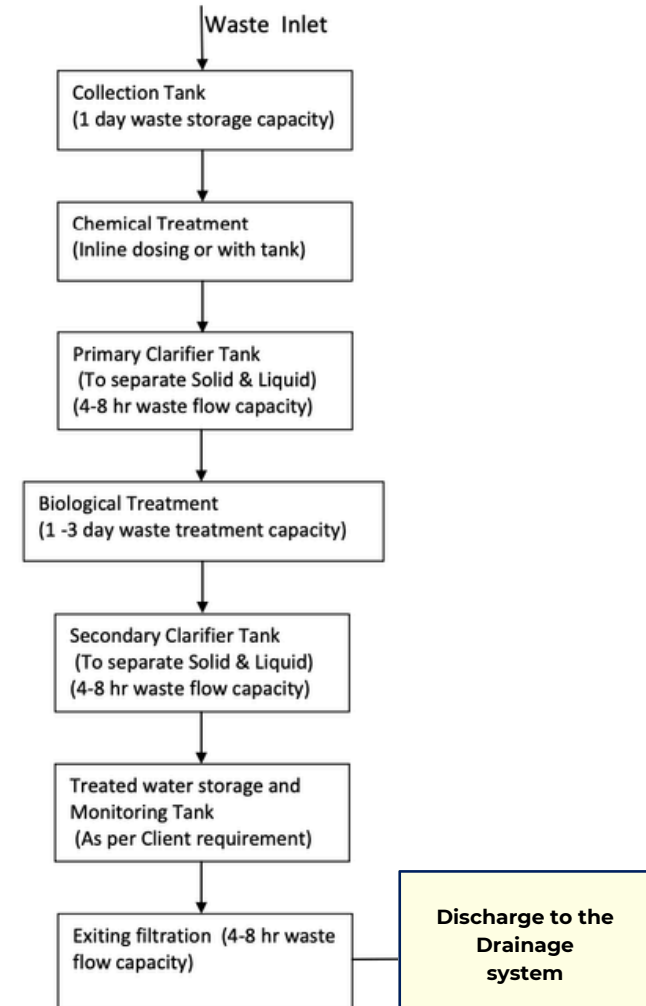 Waste Inlet
Collection Tank
(1 day waste storage capacity)
Chemical Treatment
(Inline dosing or with tank)
Primary Clarifier Tank
(To separate Solid & Liquid)
(4-8 hr waste flow capacity)
Biological Treatment
(1 -3 day waste treatment capacity)
Secondary Clarifier Tank
(To separate Solid & Liquid)
(4-8 hr waste flow capacity)
Treated water storage and
Monitoring Tank
(As per Client requirement)
Exiting filtration (4-8 hr waste
flow capacity)
Discharge to the
Drainage
system